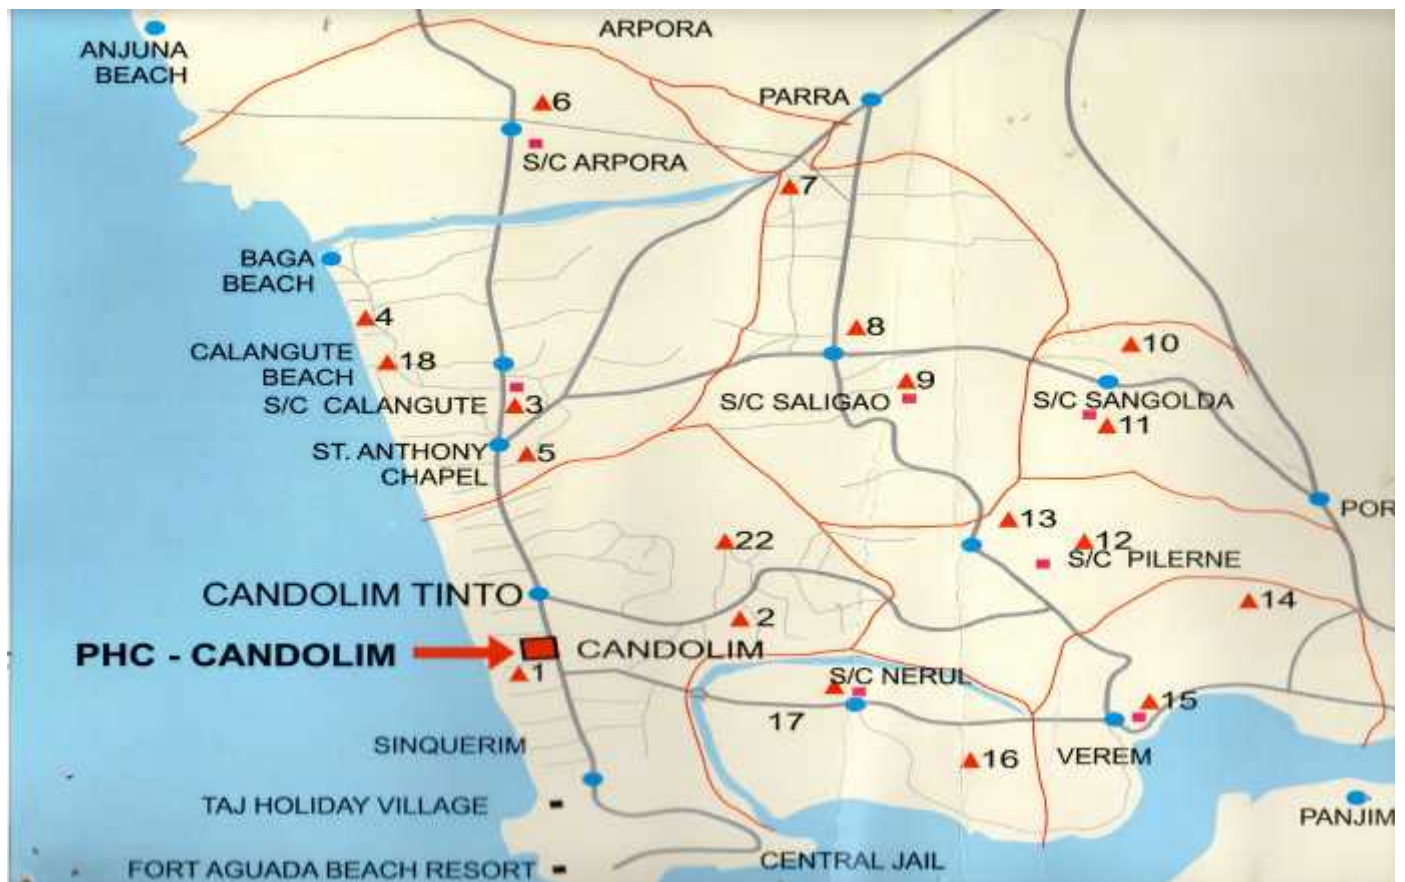 ARPORA
ANJUNA
BEACH
PARRA
6
S/C ARPORA
7
BAGA
BEACH
4
8
CALANGUTE
BEACH
18
10
9
S/C CALANGUTE
3
S/C SALIGAO
S/C SANGOLDA
11
ST. ANTHONY
CHAPEL
5
POR
13
22
12
S/C PILERNE
CANDOLIM TINTO
14
2
PHC - CANDOLIM
CANDOLIM
1
S/C NERUL
15
17
SINQUERIM
16
VEREM
TAJ HOLIDAY VILLAGE
PANJIM
CENTRAL JAIL
FORT AGUADA BEACH RESORT